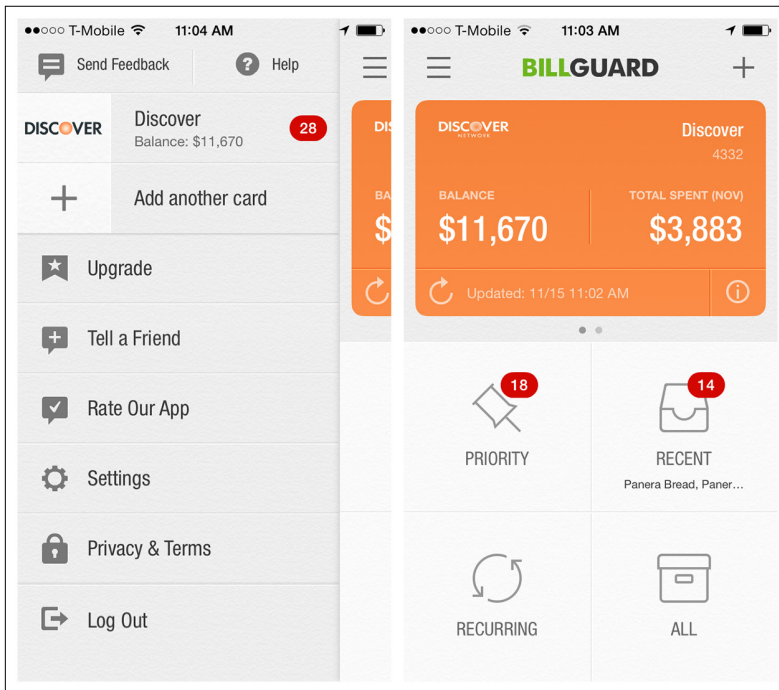 T-Mobile 11:04 AM
Send Feedback Help
DISCOVER Discover 28
Balance: $11,670
Add another card
Upgrade
Tell a Friend
Rate Our App
Settings
Privacy & Terms
Log Out
DIS
BA
$
T-Mobile 11:03 AM
BILLGUARD
DISCOVER Discover
NETWORK
4332
BALANCE TOTAL SPENT (NOV)
$11,670 $3,883
Updated: 11/15 11:02 AM
18 14
PRIORITY RECENT
Panera Bread, Paner...
RECURRING ALL